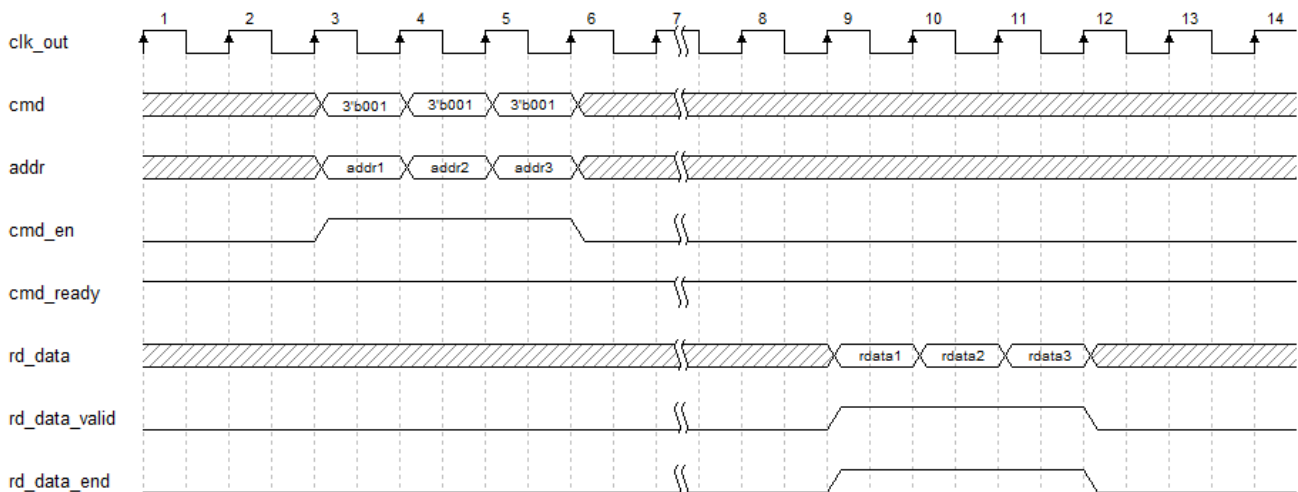 1 2 3 4 5 6 7 8 9 10 11 12 13 14
clk_out
cmd 3'b001 3'b001 3'b001
addr addr1 addr2 addr3
cmd_en
cmd_ready
rd_data rdata1 rdata2 rdata3
rd_data_valid
rd_data_end